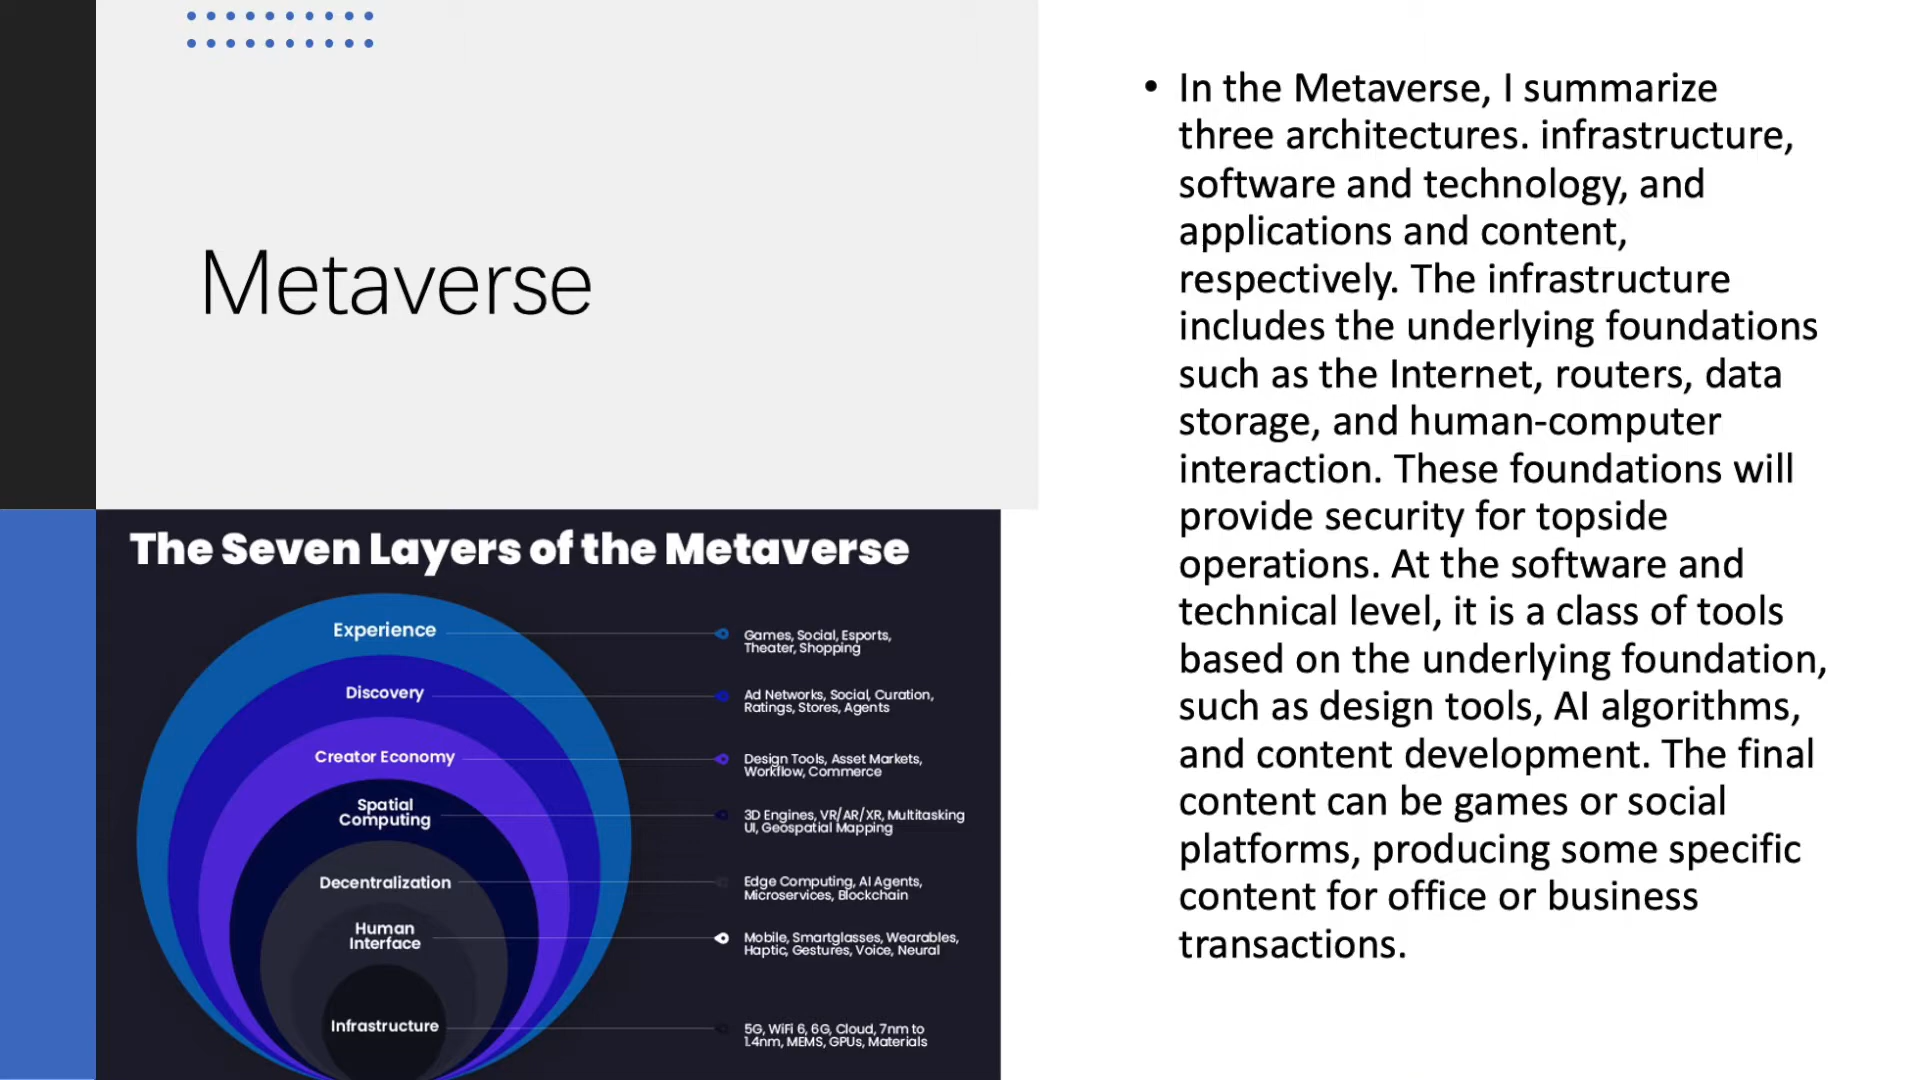 Metaverse
The Seven Layers of the Metaverse
Experience
Games, Social, Esports,
Theater, Shopping
Discovery
Ad Networks, Social, Curation,
Ratings, Stores, Agents
Creator Economy
Design Tools, Asset Markets,
Workflow, Commerce
Spatial
Computing
3D Engines, VR/AR/XR, Multitasking
UI, Geospatial Mapping
Decentralization
Edge Computing, AI Agents,
Microservices, Blockchain
Human
Interface
Mobile, Smartglasses, Wearables,
Haptic, Gestures, Voice, Neural
Infrastructure
5G, WiFi 6, 6G, Cloud, 7nm to
1.4nm, MEMS, GPUs, Materials
• In the Metaverse, I summarize
three architectures. infrastructure,
software and technology, and
applications and content,
respectively. The infrastructure
includes the underlying foundations
such as the Internet, routers, data
storage, and human-computer
interaction. These foundations will
provide security for topside
operations. At the software and
technical level, it is a class of tools
based on the underlying foundation,
such as design tools, AI algorithms,
and content development. The final
content can be games or social
platforms, producing some specific
content for office or business
transactions.